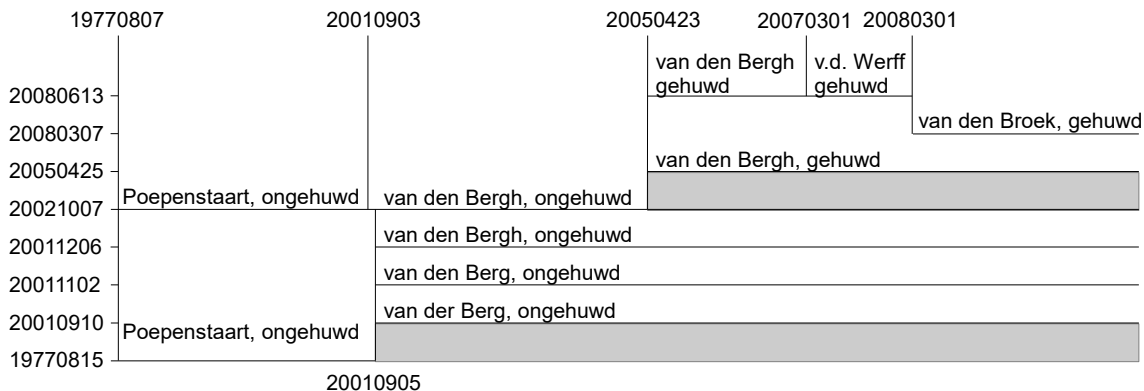 19770807 20010903 20050423 20070301 20080301
van den Bergh v.d. Werff
gehuwd gehuwd
20080613
van den Broek, gehuwd
20080307
van den Bergh, gehuwd
20050425
Poepenstaart, ongehuwd van den Bergh, ongehuwd
20021007
van den Bergh, ongehuwd
20011206
van den Berg, ongehuwd
20011102
van der Berg, ongehuwd
20010910
Poepenstaart, ongehuwd
19770815
20010905